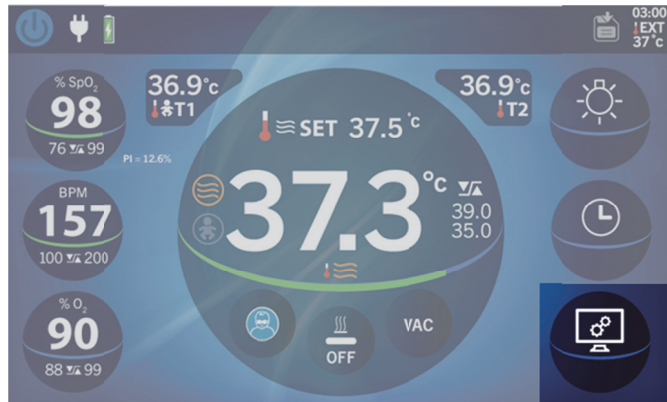 03:00
EXT
37°c
% SpO₂
98
76 99
PI = 12.6%
36.9°c
T1
36.9°c
T2
SET 37.5°c
37.3°c
39.0
35.0
BPM
157
100 200
% O₂
90
88 99
OFF
VAC